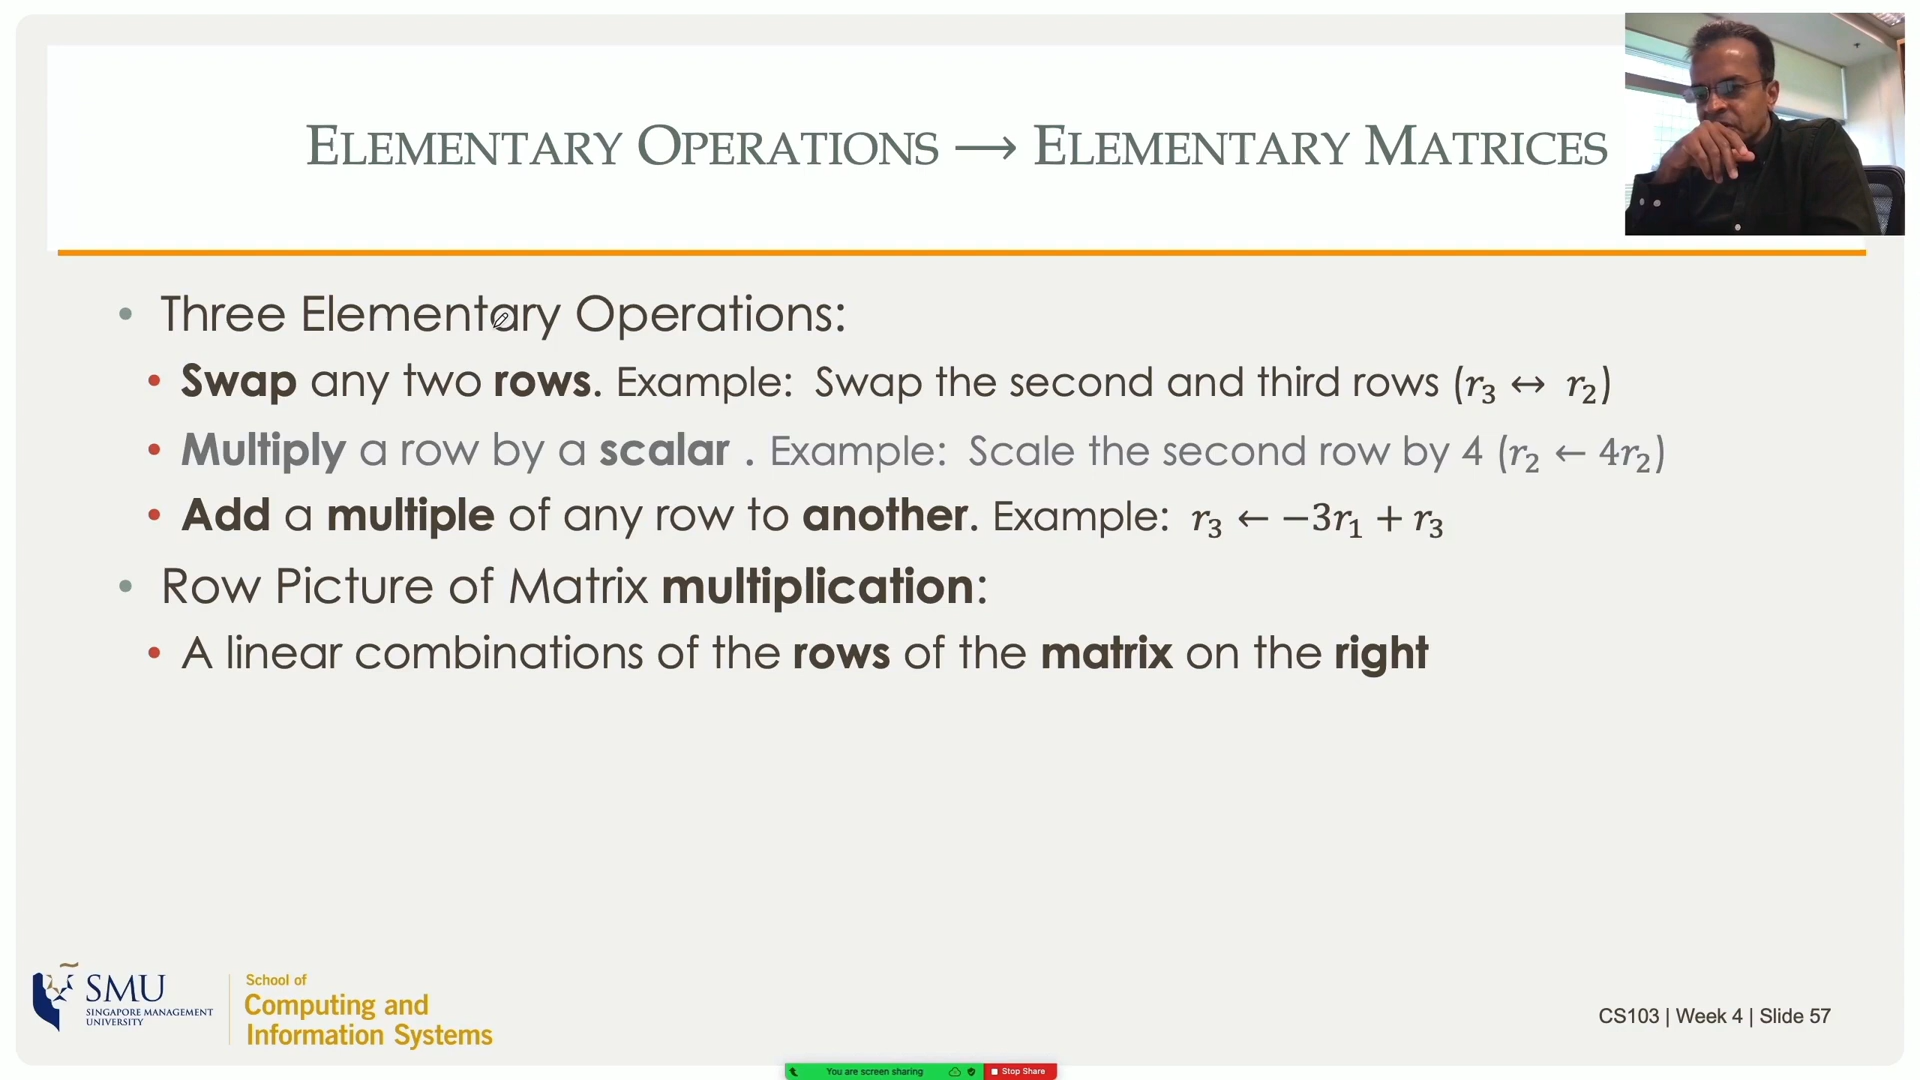 ELEMENTARY OPERATIONS ⟶ ELEMENTARY MATRICES
• Three Elementary Operations:
• Swap any two rows. Example: Swap the second and third rows (r₃ ↔ r₂)
• Multiply a row by a scalar . Example: Scale the second row by 4 (r₂ ← 4r₂)
• Add a multiple of any row to another. Example: r₃ ← −3r₁ + r₃
• Row Picture of Matrix multiplication:
• A linear combinations of the rows of the matrix on the right
SMU
SINGAPORE MANAGEMENT
UNIVERSITY
School of
Computing and
Information Systems
CS103 | Week 4 | Slide 57
You are screen sharing
Stop Share